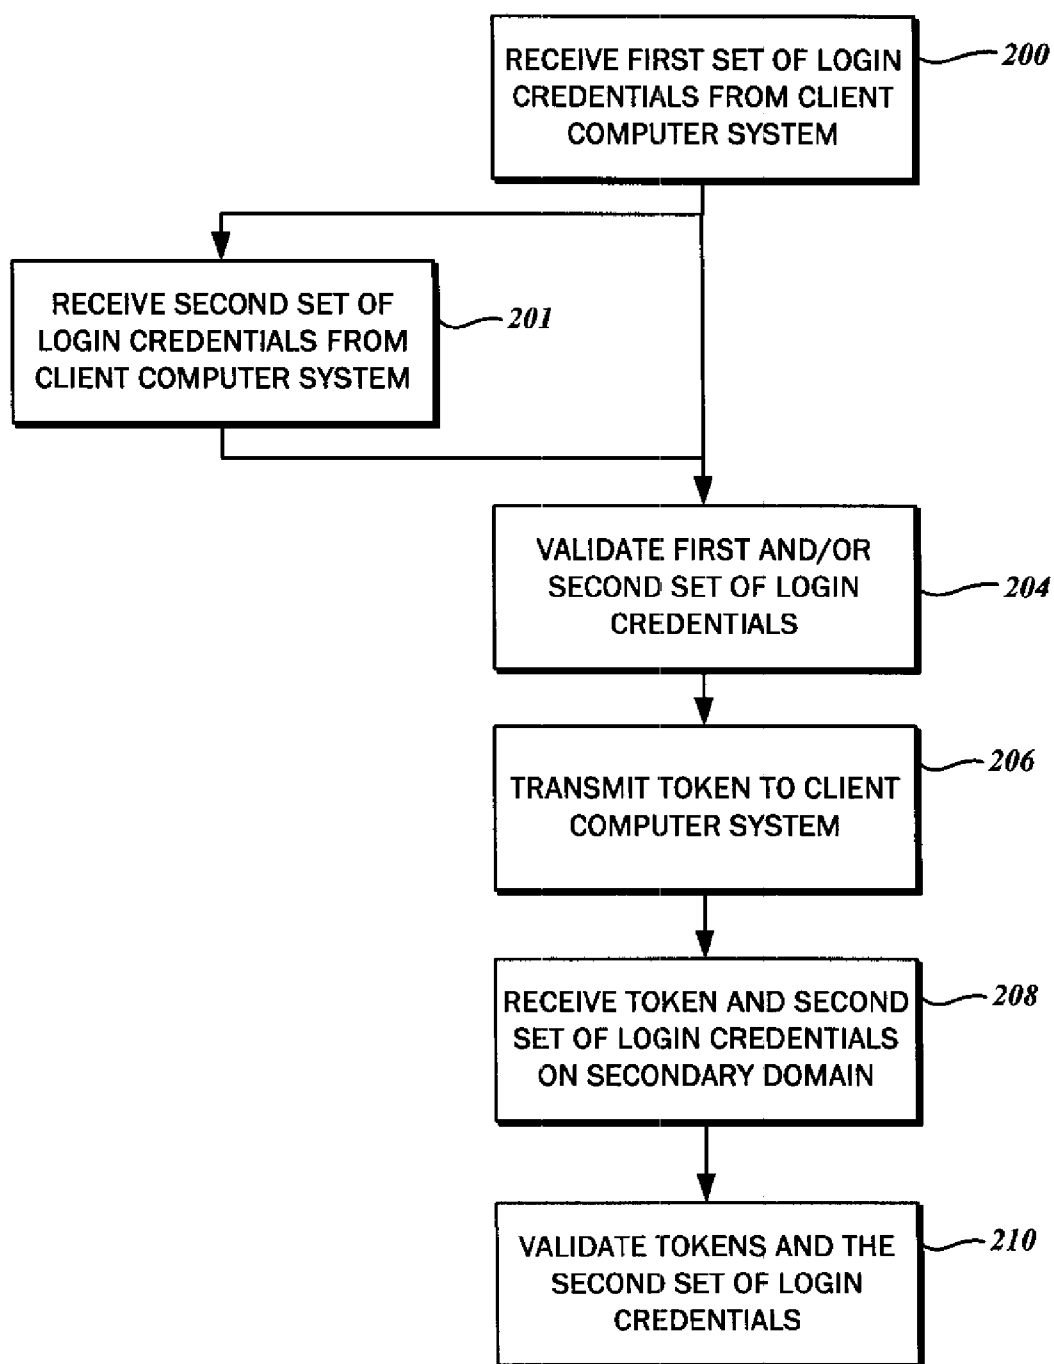 RECEIVE FIRST SET OF LOGIN
CREDENTIALS FROM CLIENT
COMPUTER SYSTEM
200
RECEIVE SECOND SET OF
LOGIN CREDENTIALS FROM
CLIENT COMPUTER SYSTEM
201
VALIDATE FIRST AND/OR
SECOND SET OF LOGIN
CREDENTIALS
204
TRANSMIT TOKEN TO CLIENT
COMPUTER SYSTEM
206
RECEIVE TOKEN AND SECOND
SET OF LOGIN CREDENTIALS
ON SECONDARY DOMAIN
208
VALIDATE TOKENS AND THE
SECOND SET OF LOGIN
CREDENTIALS
210